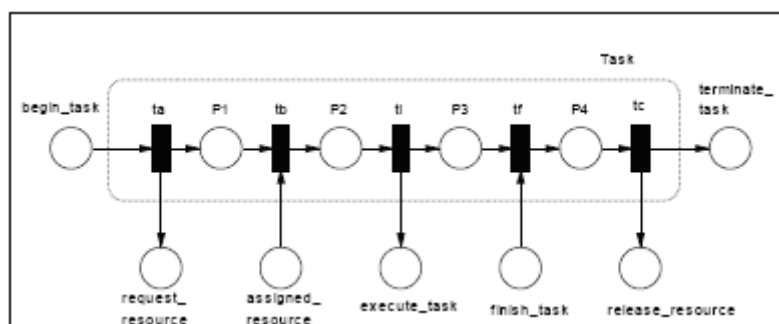 Task
terminate_
task
begin_task
ta
P1
tb
P2
ti
P3
tf
P4
tc
request_
resource
assigned_
resource
execute_task
finish_task
release_resource